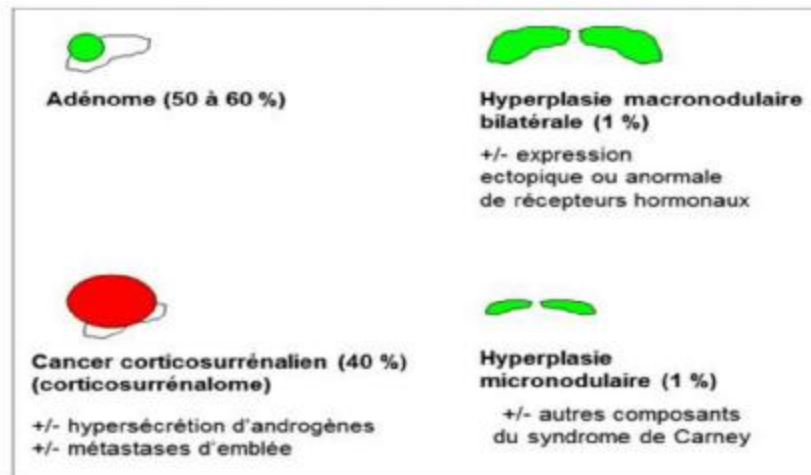 Adénome (50 à 60 %)
Hyperplasie macronodulaire
bilatérale (1 %)
+/- expression
ectopique ou anormale
de récepteurs hormonaux
Cancer corticosurrénalien (40 %)
(corticosurrénalome)
+/- hypersécrétion d'androgènes
+/- métastases d'emblée
Hyperplasie
micronodulaire (1 %)
+/- autres composants
du syndrome de Carney